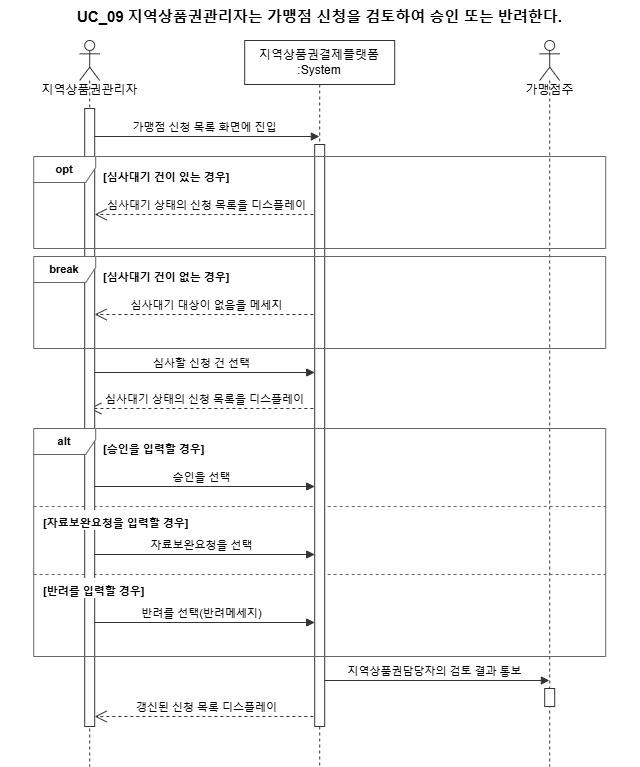 UC_09 지역상품권관리자는 가맹점 신청을 검토하여 승인 또는 반려한다.
지역상품권관리자
지역상품권결제플랫폼
:System
가맹점주
가맹점 신청 목록 화면에 진입
opt
[심사대기 건이 있는 경우]
심사대기 상태의 신청 목록을 디스플레이
break
[심사대기 건이 없는 경우]
심사대기 대상이 없음을 메세지
심사할 신청 건 선택
심사대기 상태의 신청 목록을 디스플레이
alt
[승인을 입력할 경우]
승인을 선택
[자료보완요청을 입력할 경우]
자료보완요청을 선택
[반려를 입력할 경우]
반려를 선택(반려메세지)
지역상품권담당자의 검토 결과 통보
갱신된 신청 목록 디스플레이